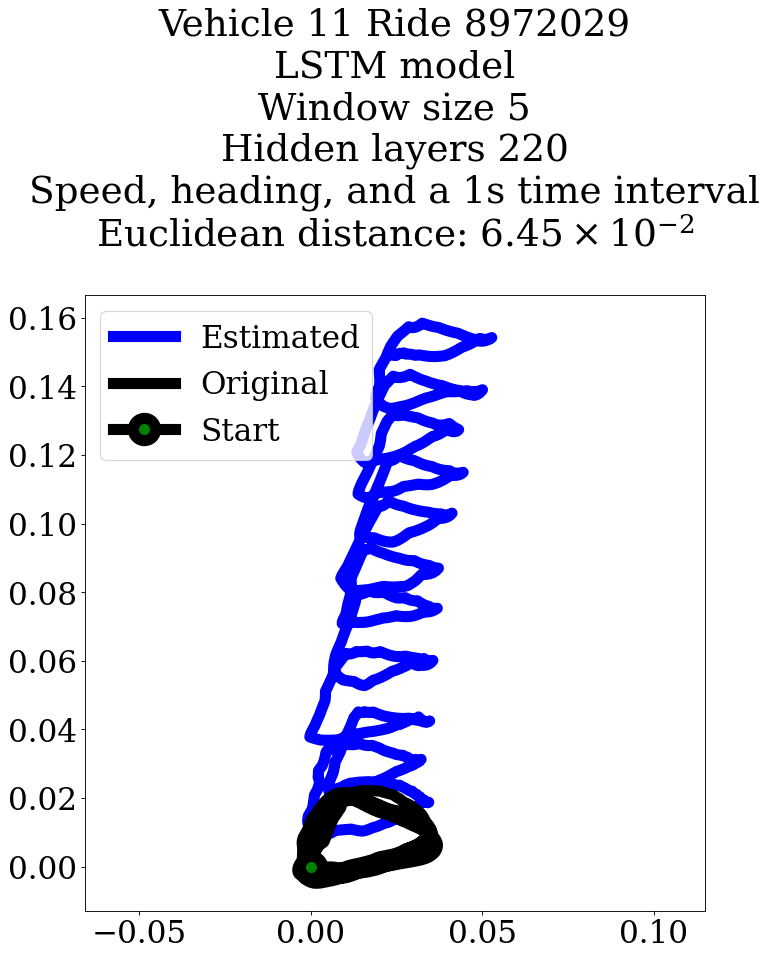 Vehicle 11 Ride 8972029
LSTM model
Window size 5
Hidden layers 220
Speed, heading, and a 1s time interval
Euclidean distance: 6.45 × 10⁻²
Estimated
Original
Start
0.16
0.14
0.12
0.10
0.08
0.06
0.04
0.02
0.00
−0.05 0.00 0.05 0.10